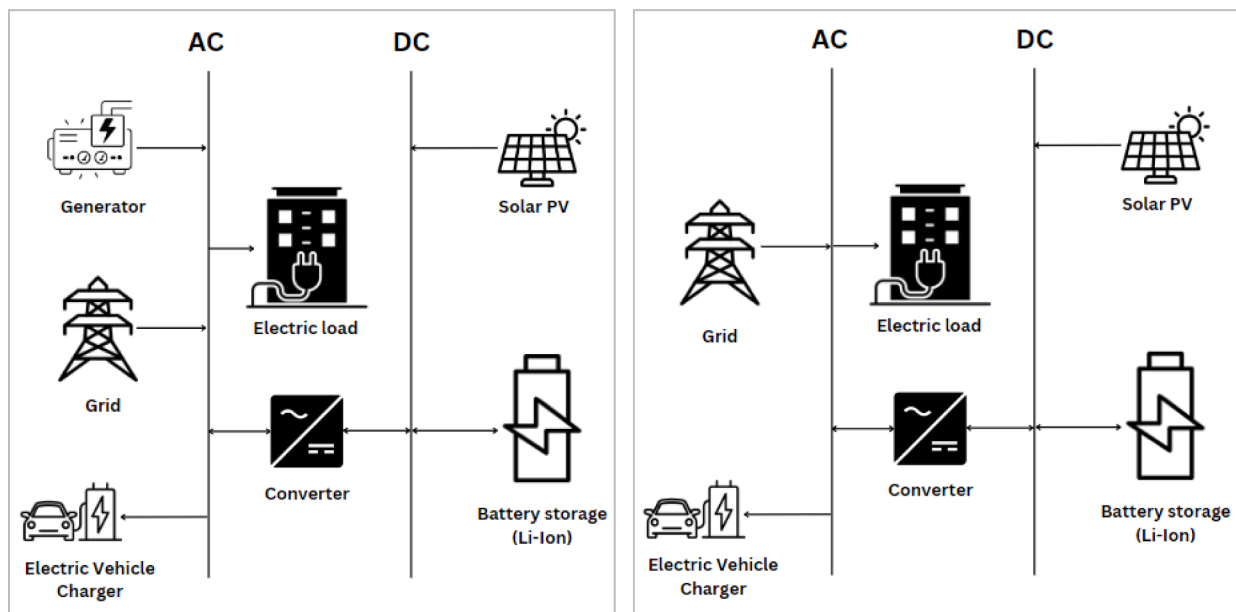 AC
DC
Generator
Solar PV
Electric load
Grid
Converter
Battery storage
(Li-Ion)
Electric Vehicle
Charger
AC
DC
Solar PV
Electric load
Grid
Converter
Battery storage
(Li-Ion)
Electric Vehicle
Charger